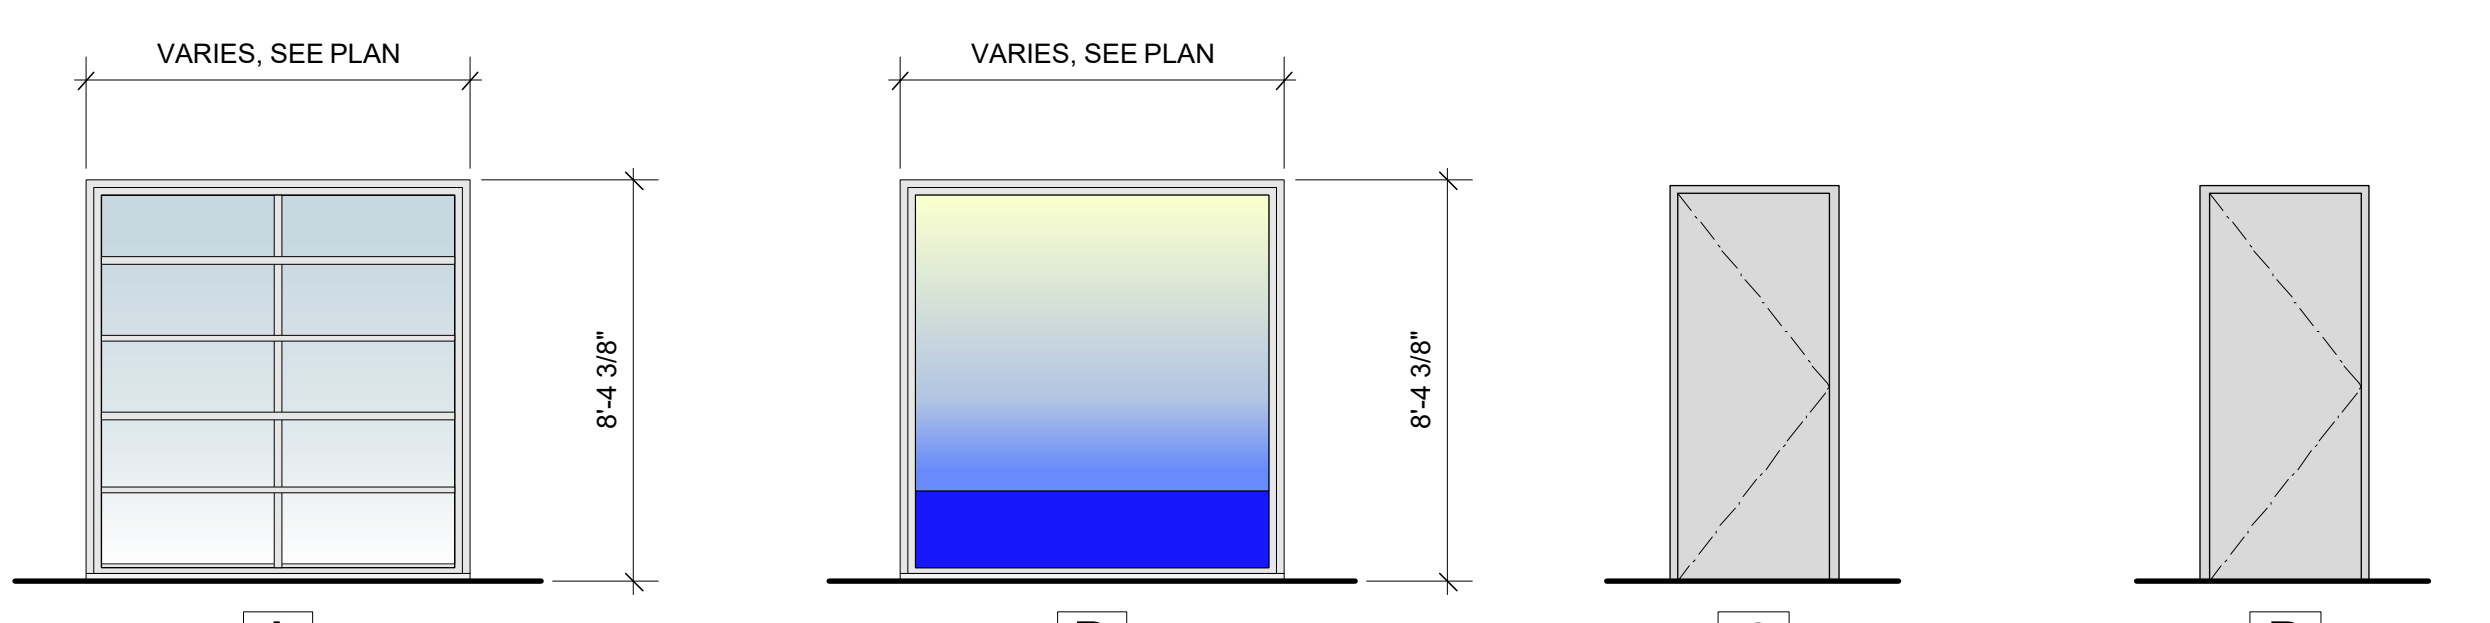 VARIES, SEE PLAN
VARIES, SEE PLAN
8'-4 3/8"
8'-4 3/8"